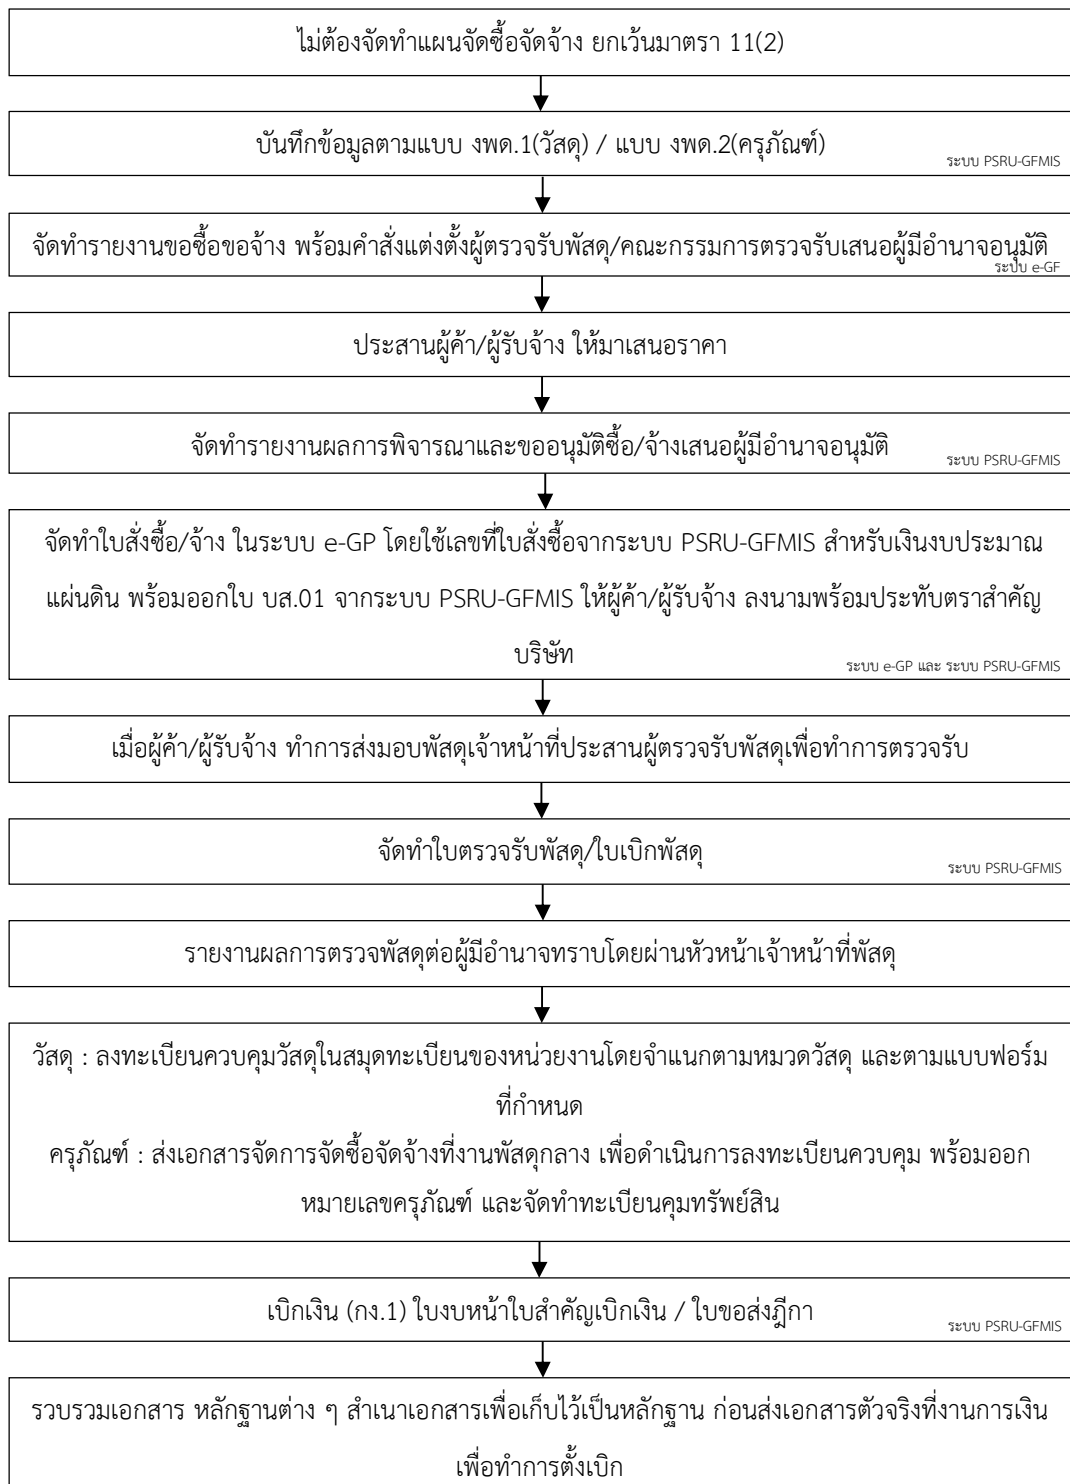 ไม่ต้องจัดทำแผนจัดซื้อจัดจ้าง ยกเว้นมาตรา 11(2)
บันทึกข้อมูลตามแบบ งพด.1(วัสดุ) / แบบ งพด.2(ครุภัณฑ์)
ระบบ PSRU-GFMIS
จัดทำรายงานขอซื้อขอจ้าง พร้อมคำสั่งแต่งตั้งผู้ตรวจรับพัสดุ/คณะกรรมการตรวจรับเสนอผู้มีอำนาจอนุมัติ
ระบบ e-GF
ประสานผู้ค้า/ผู้รับจ้าง ให้มาเสนอราคา
จัดทำรายงานผลการพิจารณาและขออนุมัติซื้อ/จ้างเสนอผู้มีอำนาจอนุมัติ
ระบบ PSRU-GFMIS
จัดทำใบสั่งซื้อ/จ้าง ในระบบ e-GP โดยใช้เลขที่ใบสั่งซื้อจากระบบ PSRU-GFMIS สำหรับเงินงบประมาณ
แผ่นดิน พร้อมออกใบ บส.01 จากระบบ PSRU-GFMIS ให้ผู้ค้า/ผู้รับจ้าง ลงนามพร้อมประทับตราสำคัญ
บริษัท
ระบบ e-GP และ ระบบ PSRU-GFMIS
เมื่อผู้ค้า/ผู้รับจ้าง ทำการส่งมอบพัสดุเจ้าหน้าที่ประสานผู้ตรวจรับพัสดุเพื่อทำการตรวจรับ
จัดทำใบตรวจรับพัสดุ/ใบเบิกพัสดุ
ระบบ PSRU-GFMIS
รายงานผลการตรวจพัสดุต่อผู้มีอำนาจทราบโดยผ่านหัวหน้าเจ้าหน้าที่พัสดุ
วัสดุ : ลงทะเบียนควบคุมวัสดุในสมุดทะเบียนของหน่วยงานโดยจำแนกตามหมวดวัสดุ และตามแบบฟอร์ม
ที่กำหนด
ครุภัณฑ์ : ส่งเอกสารจัดการจัดซื้อจัดจ้างที่งานพัสดุกลาง เพื่อดำเนินการลงทะเบียนควบคุม พร้อมออก
หมายเลขครุภัณฑ์ และจัดทำทะเบียนคุมทรัพย์สิน
เบิกเงิน (กง.1) ใบงบหน้าใบสำคัญเบิกเงิน / ใบขอส่งฎีกา
ระบบ PSRU-GFMIS
รวบรวมเอกสาร หลักฐานต่าง ๆ สำเนาเอกสารเพื่อเก็บไว้เป็นหลักฐาน ก่อนส่งเอกสารตัวจริงที่งานการเงิน
เพื่อทำการตั้งเบิก